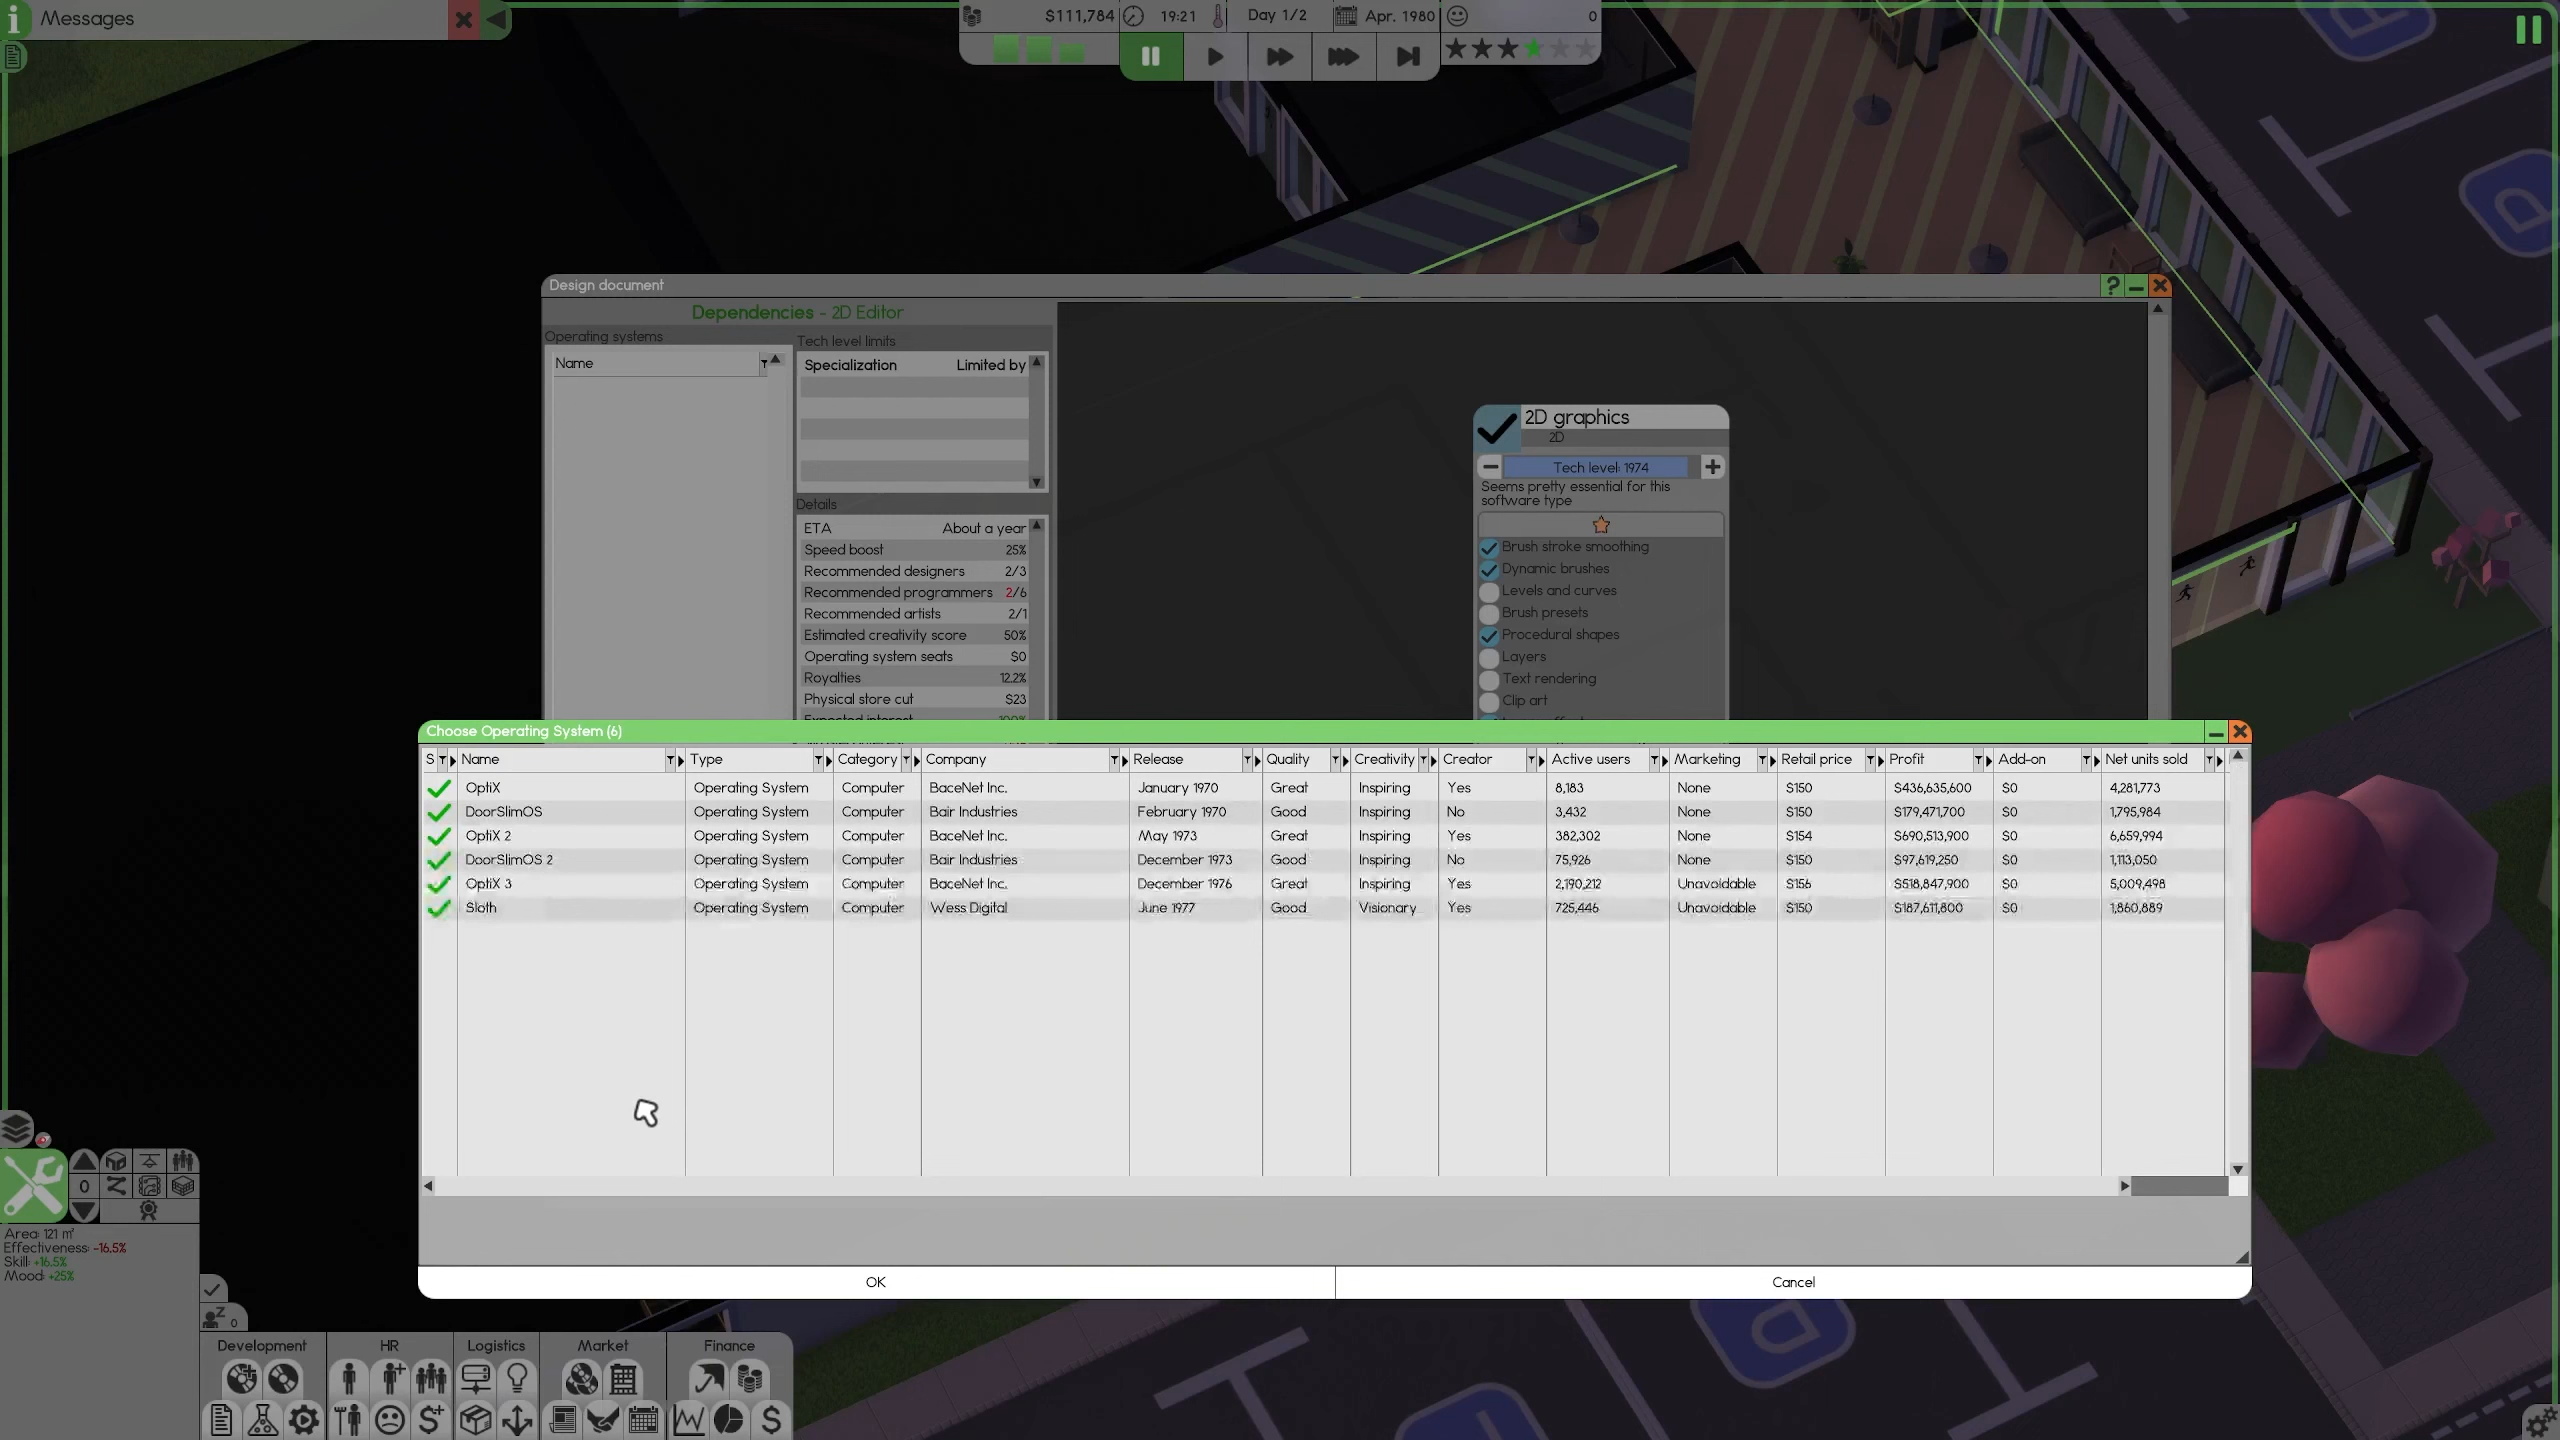 Messages
$111,784 19:21 Day 1/2 Apr. 1980 0
Design document
Dependencies - 2D Editor
Operating systems
Name
Tech level limits
Specialization Limited by
Details
ETA About a year
Speed boost 25%
Recommended designers 2/3
Recommended programmers 2/6
Recommended artists 2/1
Estimated creativity score 50%
Operating system seats $0
Royalties 12.2%
Physical store cut $23
2D graphics
2D
Tech level: 1974
Seems pretty essential for this
software type
Brush stroke smoothing
Dynamic brushes
Levels and curves
Brush presets
Procedural shapes
Layers
Text rendering
Clip art
Choose Operating System (6)
S Name Type Category Company Release Quality Creativity Creator Active users Marketing Retail price Profit Add-on Net units sold
OptiX Operating System Computer BaceNet Inc. January 1970 Great Inspiring Yes 8,183 None $150 $436,635,600 $0 4,281,773
DoorSlimOS Operating System Computer Bair Industries February 1970 Good Inspiring No 3,432 None $150 $179,471,700 $0 1,795,984
OptiX 2 Operating System Computer BaceNet Inc. May 1973 Great Inspiring Yes 382,302 None $154 $690,513,900 $0 6,659,994
DoorSlimOS 2 Operating System Computer Bair Industries December 1973 Good Inspiring No 75,926 None $150 $97,619,250 $0 1,113,050
OptiX 3 Operating System Computer BaceNet Inc. December 1976 Great Inspiring Yes 2,190,212 Unavoidable $156 $518,847,900 $0 5,009,498
Sloth Operating System Computer Wess Digital June 1977 Good Visionary Yes 725,446 Unavoidable $150 $187,611,800 $0 1,860,889
OK Cancel
0
Area: 121 m²
Effectiveness: -16.5%
Skill: +16.5%
Mood: +25%
0
Development HR Logistics Market Finance